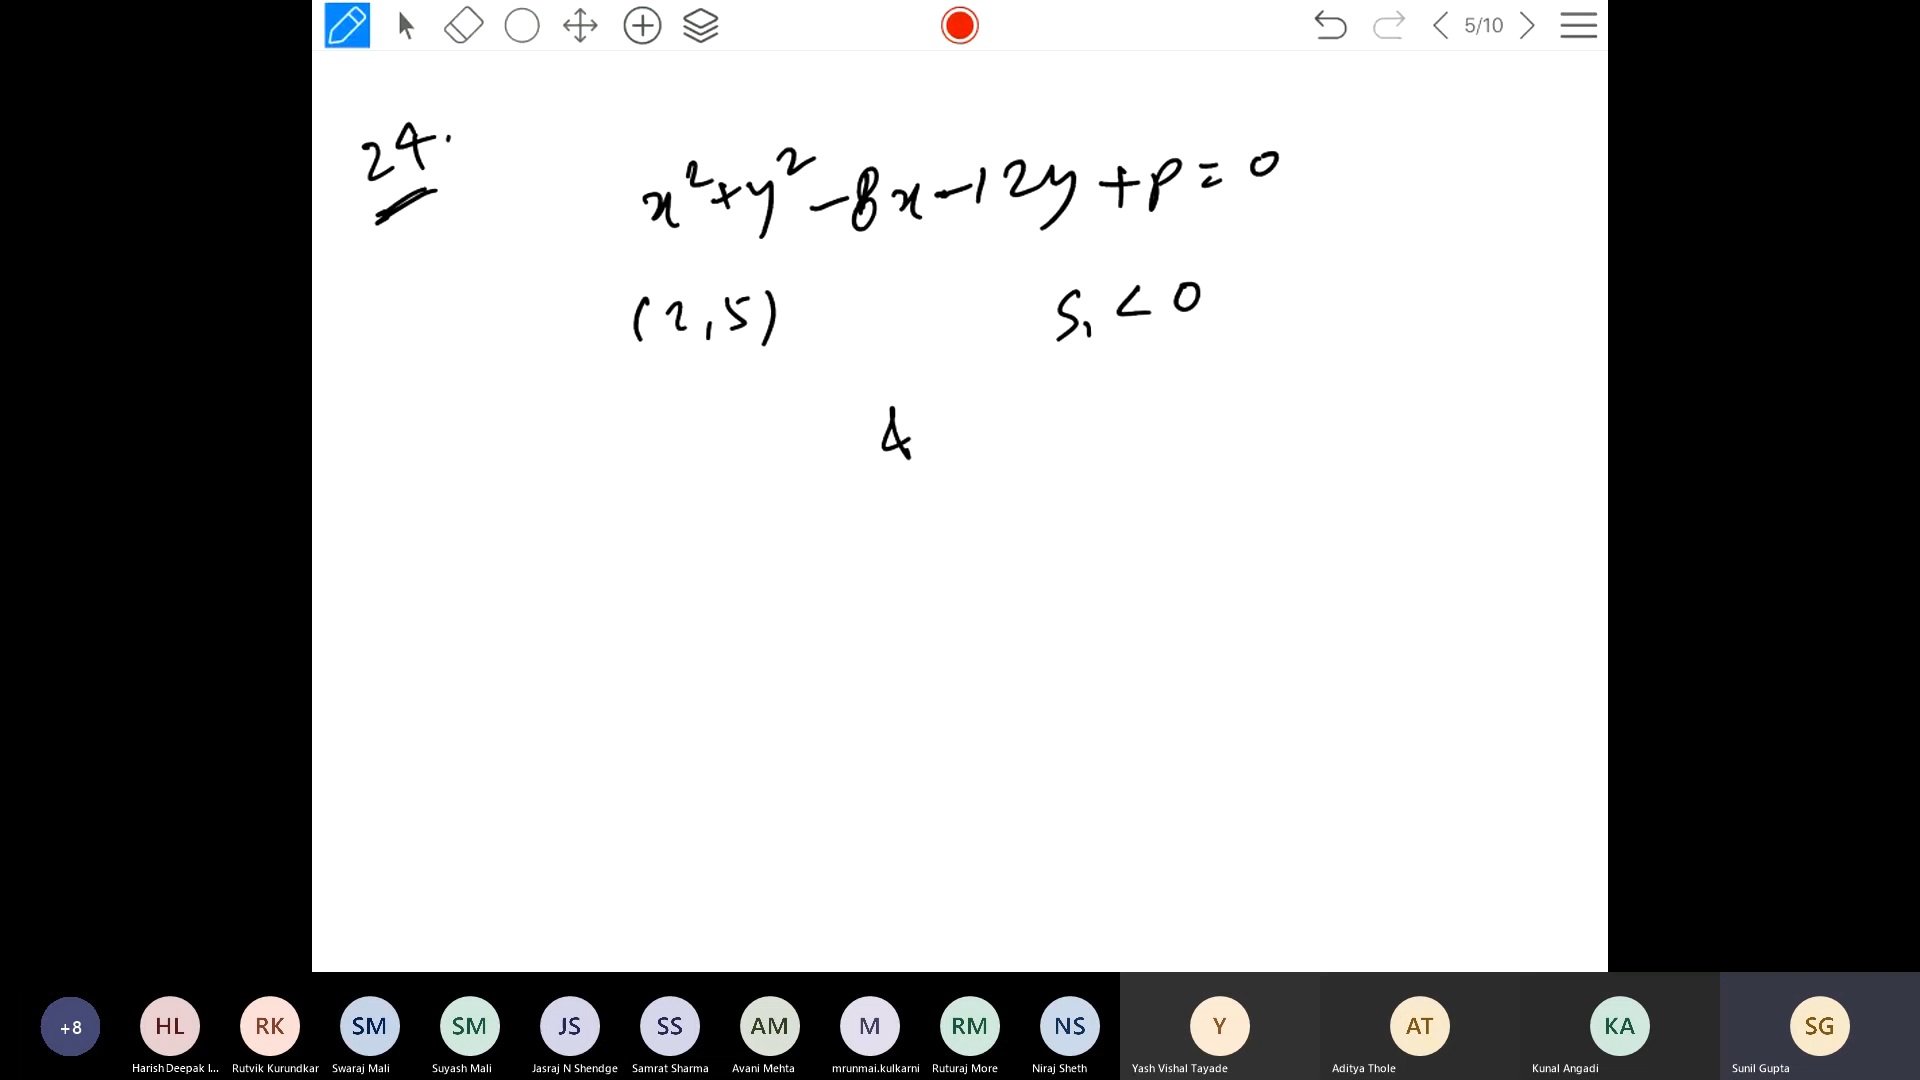 5/10
24.
x²+y²-8x-12y+p=0
(2,5) S₁ < 0
&
+8 HL RK SM SM JS SS AM M RM NS Y AT KA SG
Harish Deepak I... Rutvik Kurundkar Swaraj Mali Suyash Mali Jasraj N Shendge Samrat Sharma Avani Mehta mrunmai.kulkarni Ruturaj More Niraj Sheth Yash Vishal Tayade Aditya Thole Kunal Angadi Sunil Gupta